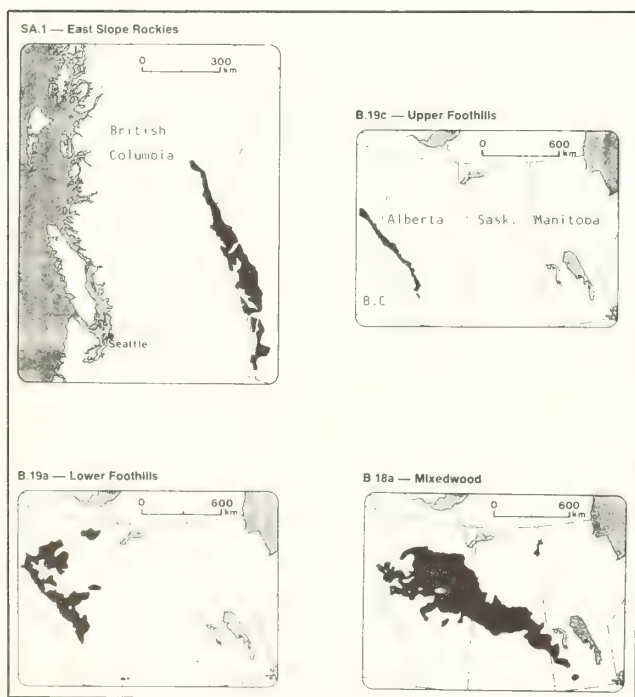 SA.1 — East Slope Rockies
0 300
km
British
Columbia
Seattle
B.19c — Upper Foothills
0 600
km
Alberta Sask. Manitoba
B.C
B.19a — Lower Foothills
0 600
km
B 18a — Mixedwood
0 600
km